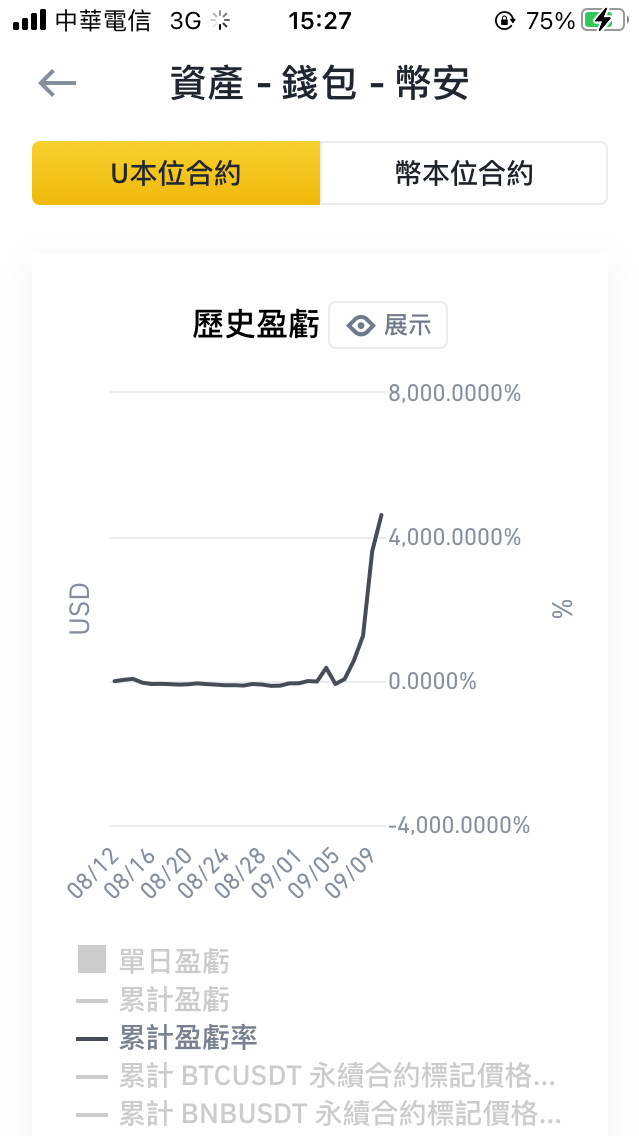 中華電信 3G 15:27 75%
資產 - 錢包 - 幣安
U本位合約 幣本位合約
歷史盈虧 展示
8,000.0000%
4,000.0000%
USD %
0.0000%
-4,000.0000%
08/12 08/16 08/20 08/24 08/28 09/01 09/05 09/09
單日盈虧
累計盈虧
累計盈虧率
累計 BTCUSDT 永續合約標記價格...
累計 BNBUSDT 永續合約標記價格...